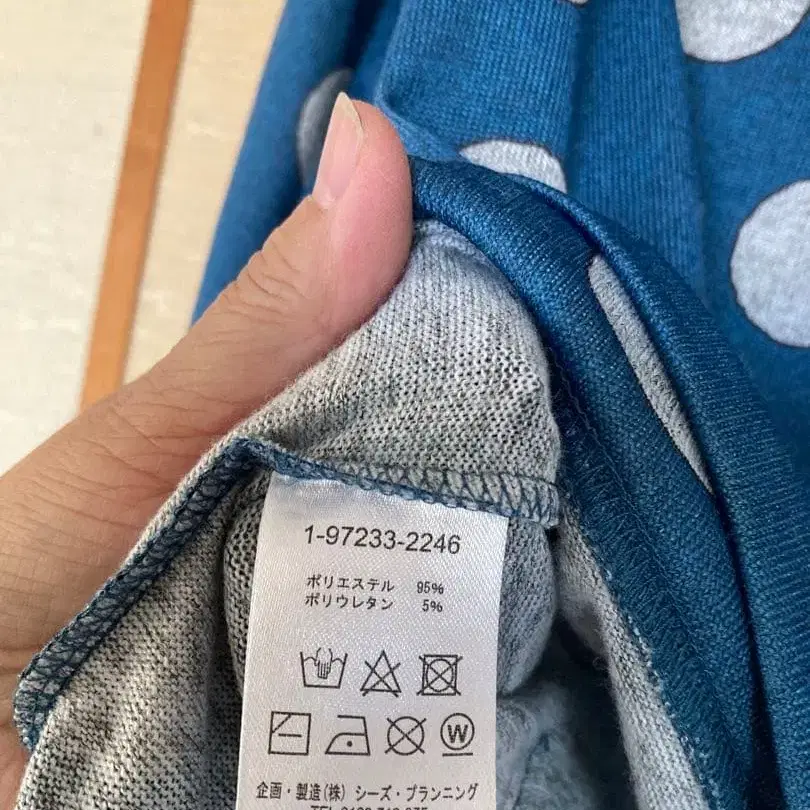 1-97233-2246
ポリエステル 95%
ポリウレタン 5%
W
企画・製造(株) シーズ・プランニング